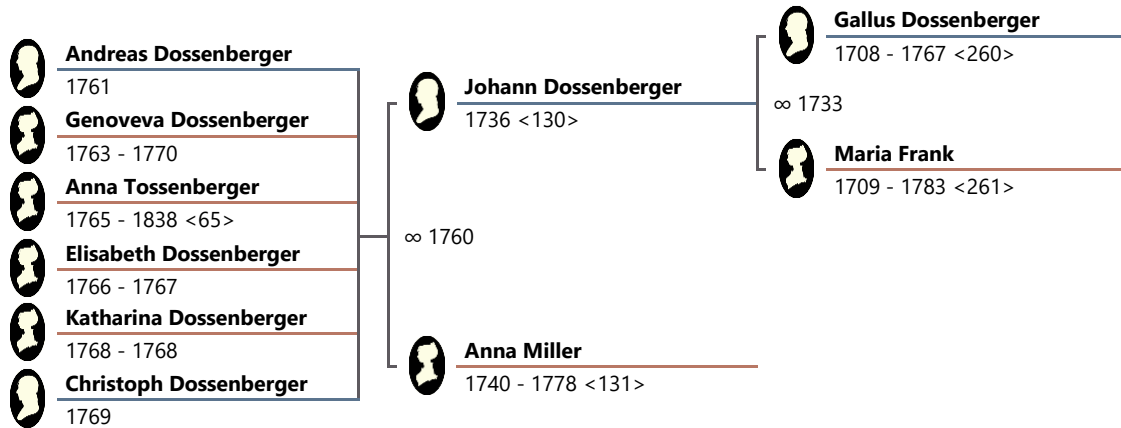 Andreas Dossenberger
1761
Genoveva Dossenberger
1763 - 1770
Anna Tossenberger
1765 - 1838 <65>
Elisabeth Dossenberger
1766 - 1767
Katharina Dossenberger
1768 - 1768
Christoph Dossenberger
1769
Johann Dossenberger
1736 <130>
∞ 1760
Anna Miller
1740 - 1778 <131>
Gallus Dossenberger
1708 - 1767 <260>
∞ 1733
Maria Frank
1709 - 1783 <261>